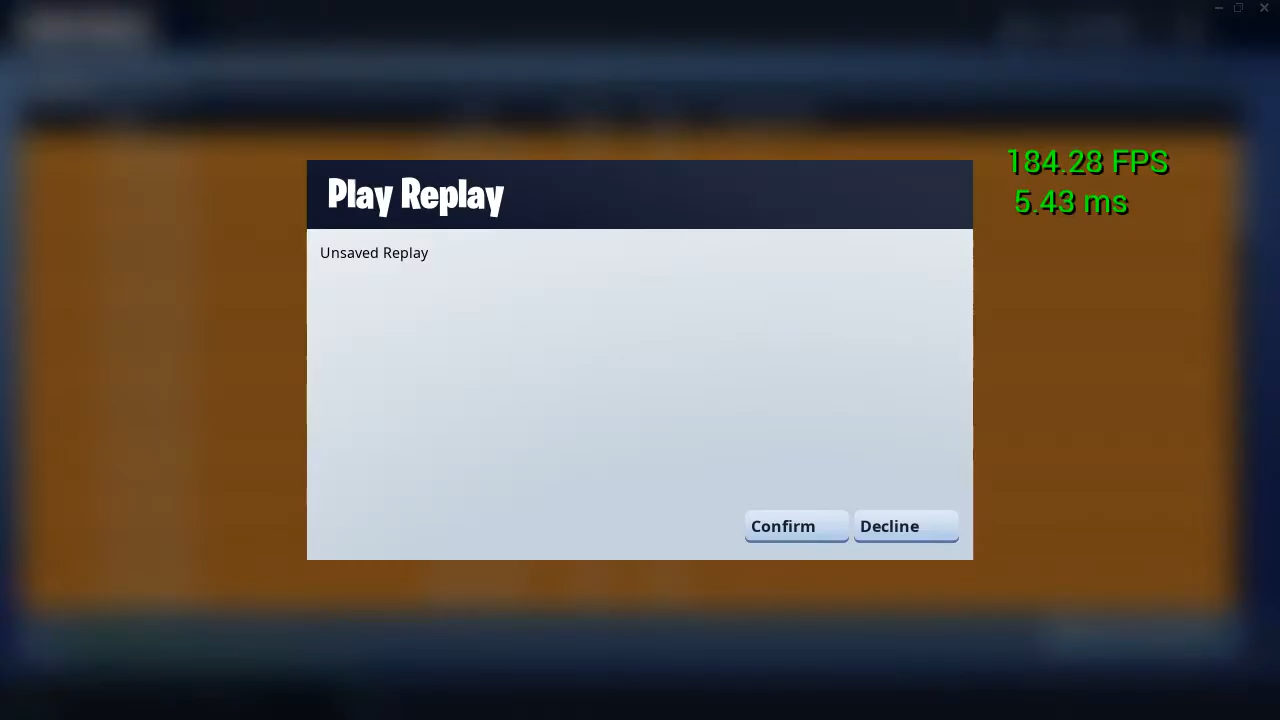 Play Replay
184.28 FPS
5.43 ms
Unsaved Replay
Confirm
Decline